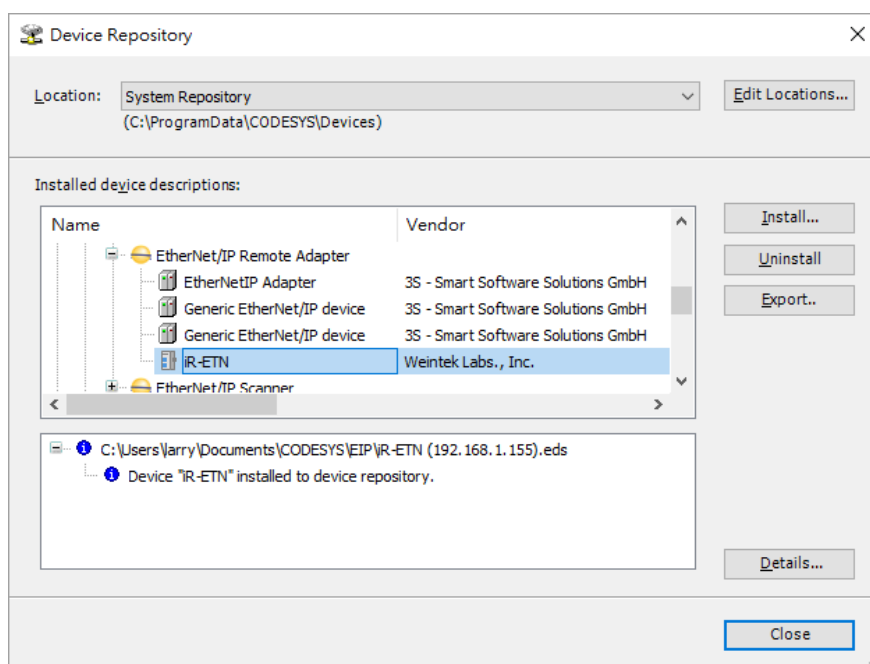 Device Repository
Location:
System Repository
Edit Locations...
(C:\ProgramData\CODESYS\Devices)
Installed device descriptions:
Name
Vendor
Install...
EtherNet/IP Remote Adapter
EtherNetIP Adapter
3S - Smart Software Solutions GmbH
Uninstall
Generic EtherNet/IP device
3S - Smart Software Solutions GmbH
Export..
Generic EtherNet/IP device
3S - Smart Software Solutions GmbH
iR-ETN
Weintek Labs., Inc.
EtherNet/IP Scanner
C:\Users\larry\Documents\CODESYS\EIP\iR-ETN (192.168.1.155).eds
Device "iR-ETN" installed to device repository.
Details...
Close